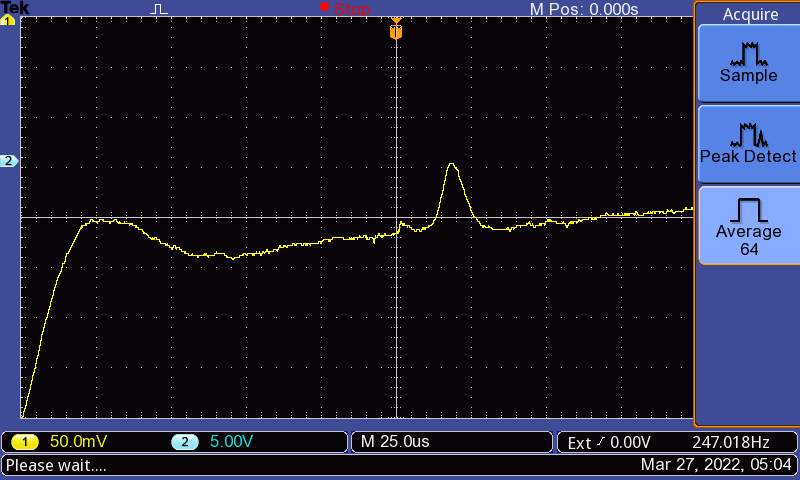 Tek Stop M Pos: 0.000s
Acquire
1
T
Sample
2
Peak Detect
Average
64
1 50.0mV 2 5.00V M 25.0us Ext 0.00V 247.018Hz
Please wait.... Mar 27, 2022, 05:04